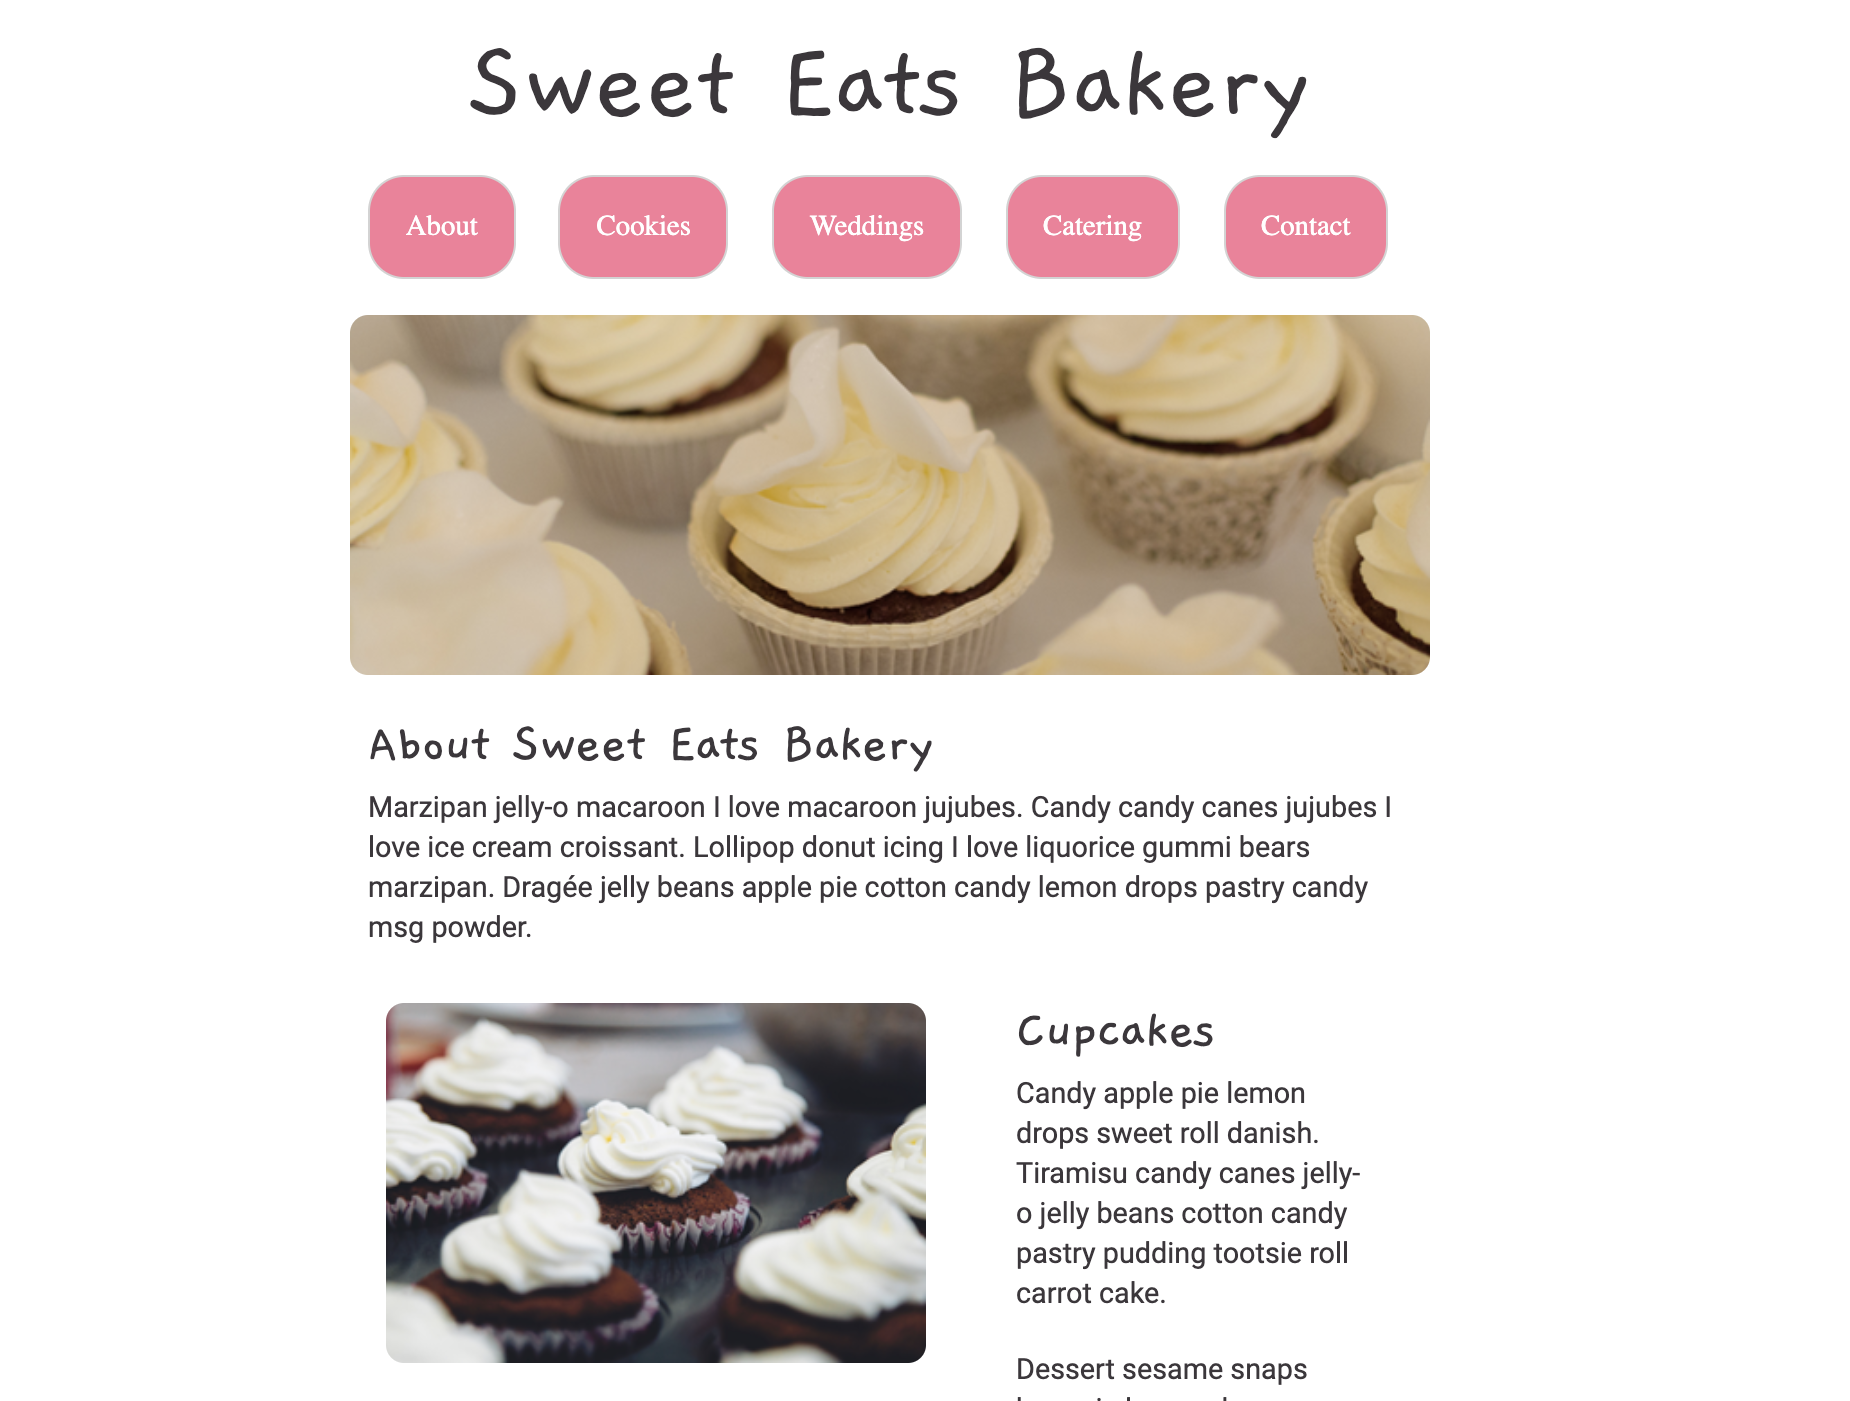 Sweet Eats Bakery
About
Cookies
Weddings
Catering
Contact
About Sweet Eats Bakery
Marzipan jelly-o macaroon I love macaroon jujubes. Candy candy canes jujubes I
love ice cream croissant. Lollipop donut icing I love liquorice gummi bears
marzipan. Dragée jelly beans apple pie cotton candy lemon drops pastry candy
msg powder.
Cupcakes
Candy apple pie lemon
drops sweet roll danish.
Tiramisu candy canes jelly-
o jelly beans cotton candy
pastry pudding tootsie roll
carrot cake.
Dessert sesame snaps